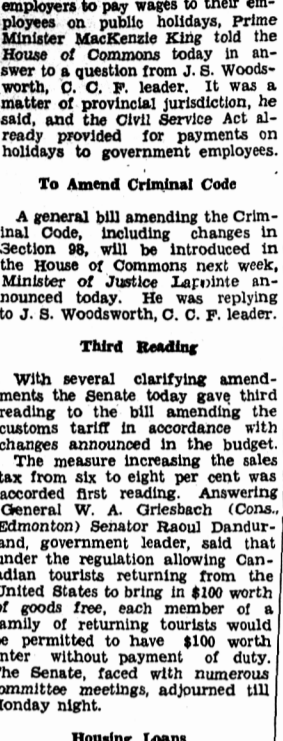 employers to pay wages to their em-
ployees on public holidays, Prime
Minister MacKenzie King told the
House of Commons today in an-
swer to a question from J. S. Woods-
worth, C. C. F. leader. It was a
matter of provincial jurisdiction, he
said, and the Civil Service Act al-
ready provided for payments on
holidays to government employees.
To Amend Criminal Code
A general bill amending the Crim-
inal Code, including changes in
Section 98, will be introduced in
the House of Commons next week,
Minister of Justice Lapointe an-
nounced today. He was replying
to J. S. Woodsworth, C. C. F. leader.
Third Reading
With several clarifying amend-
ments the Senate today gave third
reading to the bill amending the
customs tariff in accordance with
changes announced in the budget.
The measure increasing the sales
tax from six to eight per cent was
accorded first reading. Answering
General W. A. Griesbach (Cons.,
Edmonton) Senator Raoul Dandur-
and, government leader, said that
under the regulation allowing Can-
adian tourists returning from the
United States to bring in $100 worth
of goods free, each member of a
family of returning tourists would
be permitted to have $100 worth
enter without payment of duty.
The Senate, faced with numerous
committee meetings, adjourned till
Monday night.
Housing Loans